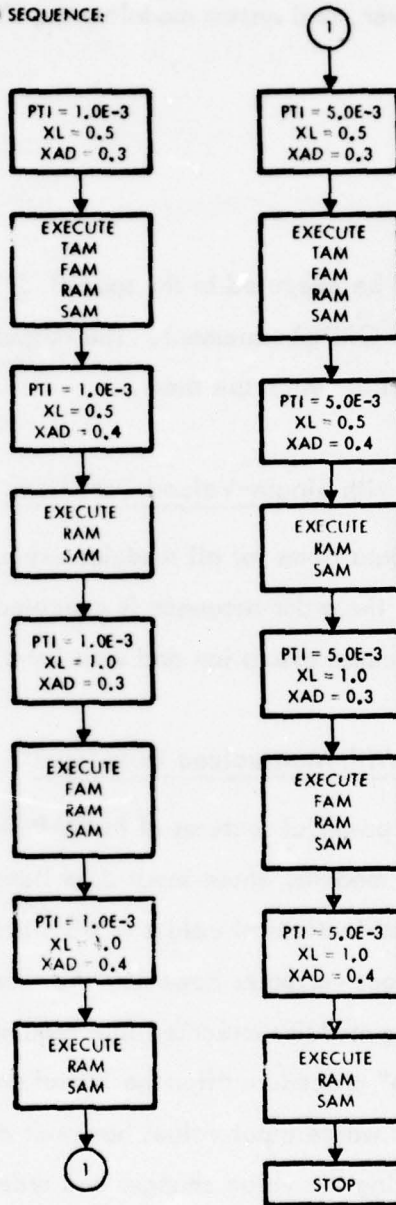 SEQUENCE:
PTI = 1.0E-3
XL = 0.5
XAD = 0.3
EXECUTE
TAM
FAM
RAM
SAM
PTI = 1.0E-3
XL = 0.5
XAD = 0.4
EXECUTE
RAM
SAM
PTI = 1.0E-3
XL = 1.0
XAD = 0.3
EXECUTE
FAM
RAM
SAM
PTI = 1.0E-3
XL = 1.0
XAD = 0.4
EXECUTE
RAM
SAM
1
1
PTI = 5.0E-3
XL = 0.5
XAD = 0.3
EXECUTE
TAM
FAM
RAM
SAM
PTI = 5.0E-3
XL = 0.5
XAD = 0.4
EXECUTE
RAM
SAM
PTI = 5.0E-3
XL = 1.0
XAD = 0.3
EXECUTE
FAM
RAM
SAM
PTI = 5.0E-3
XL = 1.0
XAD = 0.4
EXECUTE
RAM
SAM
STOP